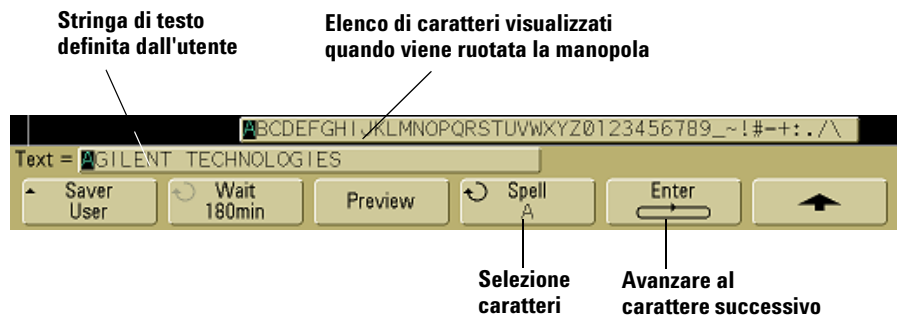 Stringa di testo
definita dall'utente
Elenco di caratteri visualizzati
quando viene ruotata la manopola
ABCDEFGHIJKLMNOPQRSTUVWXYZ0123456789_~!#-+:./\
Text = AGILENT TECHNOLOGIES
Saver
User
Wait
180min
Preview
Spell
A
Enter
Selezione
caratteri
Avanzare al
carattere successivo